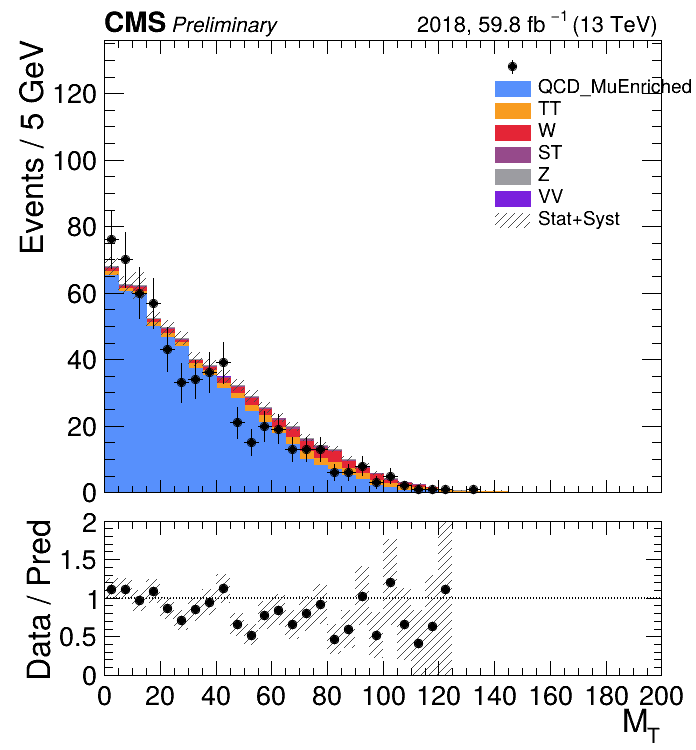 CMS Preliminary 2018, 59.8 fb⁻¹ (13 TeV)
Events / 5 GeV
120
100
80
60
40
20
0
QCD_MuEnriched
TT
W
ST
Z
VV
Stat+Syst
Data / Pred
2
1.5
1
0.5
0
0 20 40 60 80 100 120 140 160 180 200
M_T